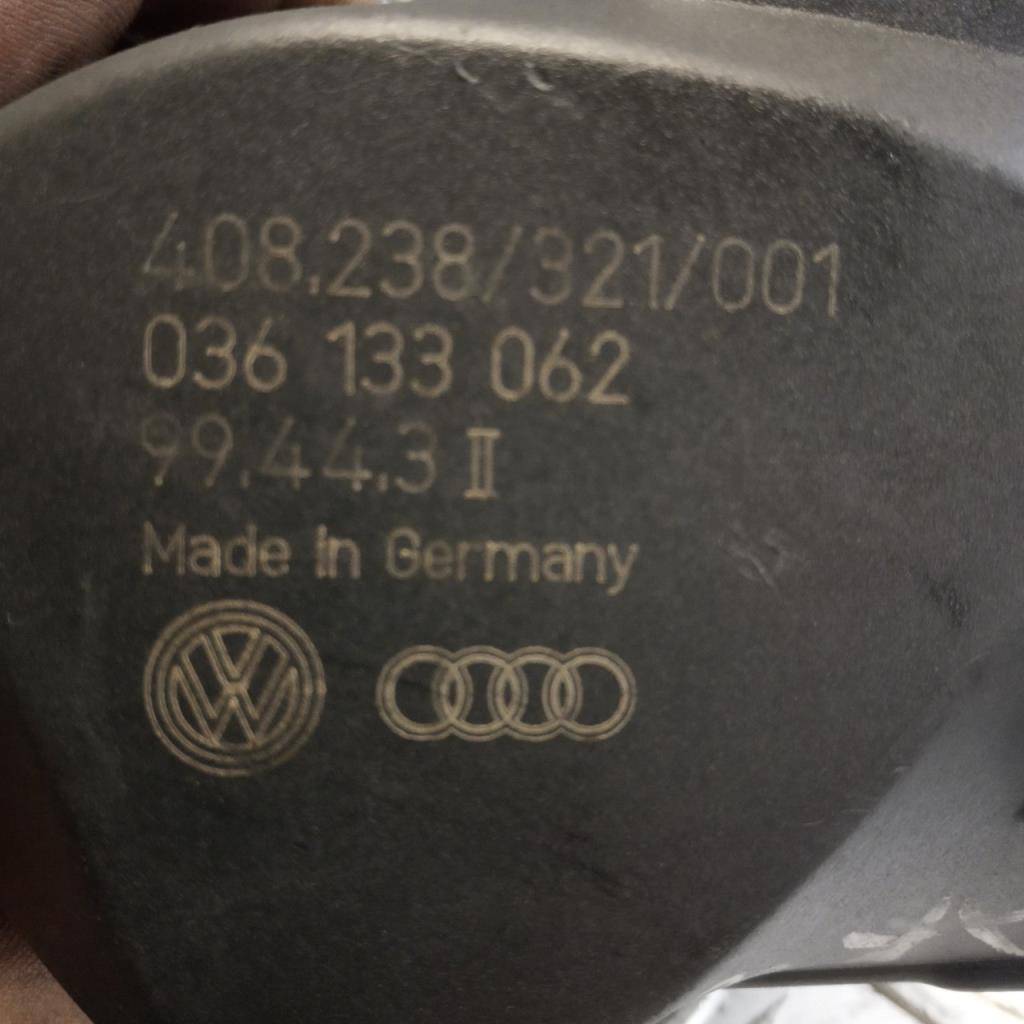 408.238/321/001
036 133 062
99.44.3 II
Made in Germany